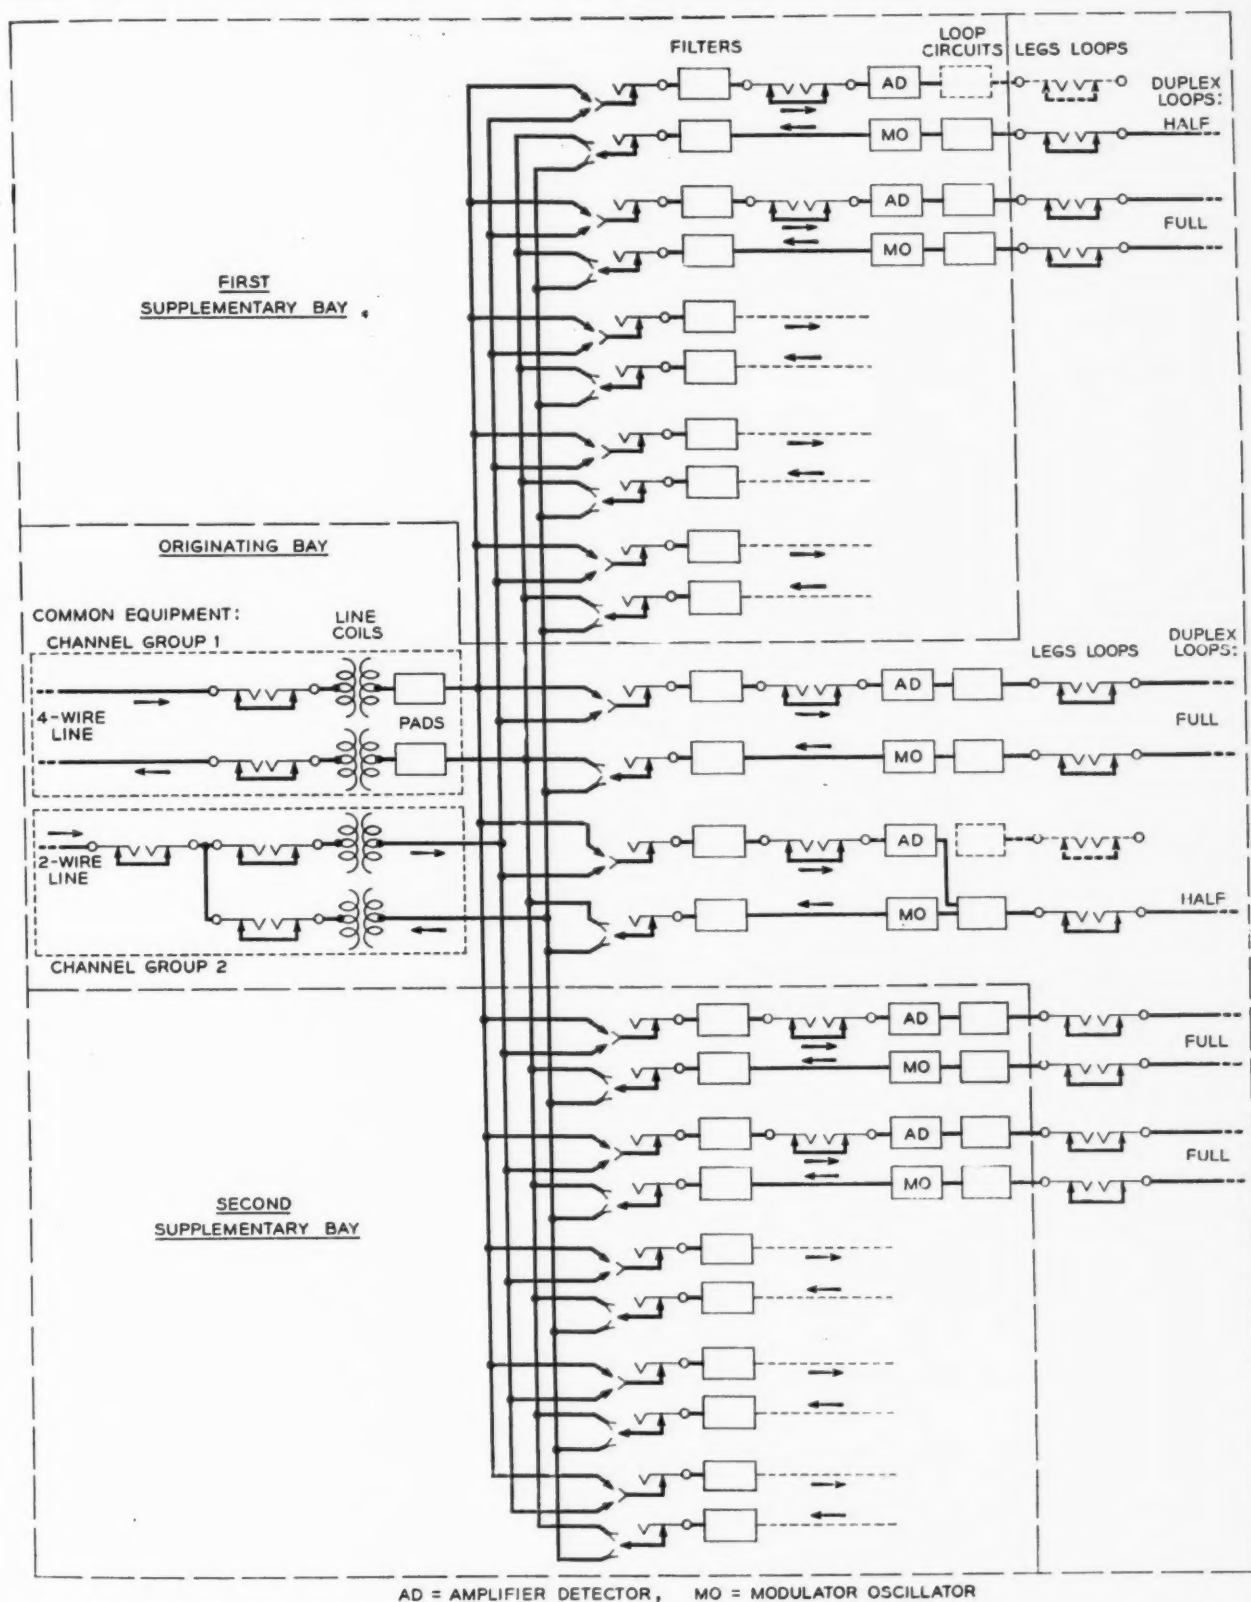 FILTERS
LOOP
CIRCUITS
LEGS LOOPS
DUPLEX
LOOPS:
AD
HALF
MO
AD
FULL
MO
FIRST
SUPPLEMENTARY BAY
ORIGINATING BAY
COMMON EQUIPMENT:
CHANNEL GROUP 1
LINE
COILS
LEGS LOOPS
DUPLEX
LOOPS:
AD
4-WIRE
LINE
PADS
FULL
MO
2-WIRE
LINE
AD
HALF
MO
CHANNEL GROUP 2
AD
FULL
MO
AD
FULL
MO
SECOND
SUPPLEMENTARY BAY
AD = AMPLIFIER DETECTOR, MO = MODULATOR OSCILLATOR